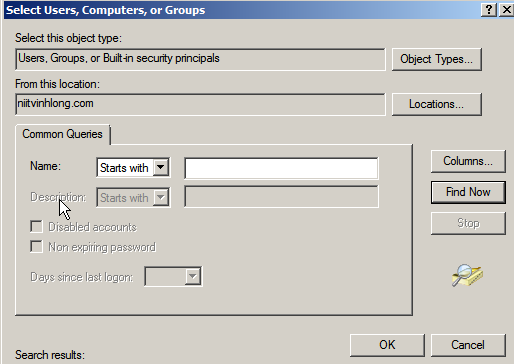 Select Users, Computers, or Groups
Select this object type:
Users, Groups, or Built-in security principals
Object Types...
From this location:
niitvinhlong.com
Locations...
Common Queries
Name:
Starts with
Columns...
Description:
Starts with
Find Now
Disabled accounts
Stop
Non expiring password
Days since last logon:
OK
Cancel
Search results: